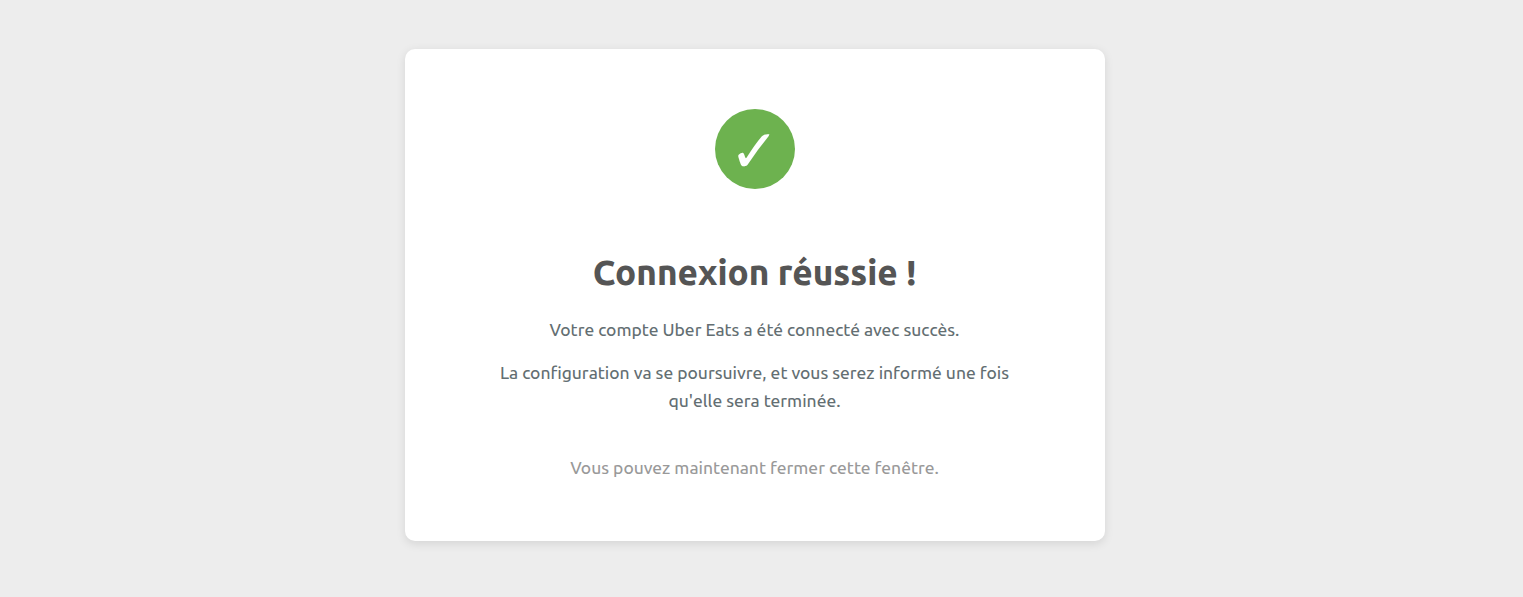 Connexion réussie !
Votre compte Uber Eats a été connecté avec succès.
La configuration va se poursuivre, et vous serez informé une fois
qu'elle sera terminée.
Vous pouvez maintenant fermer cette fenêtre.